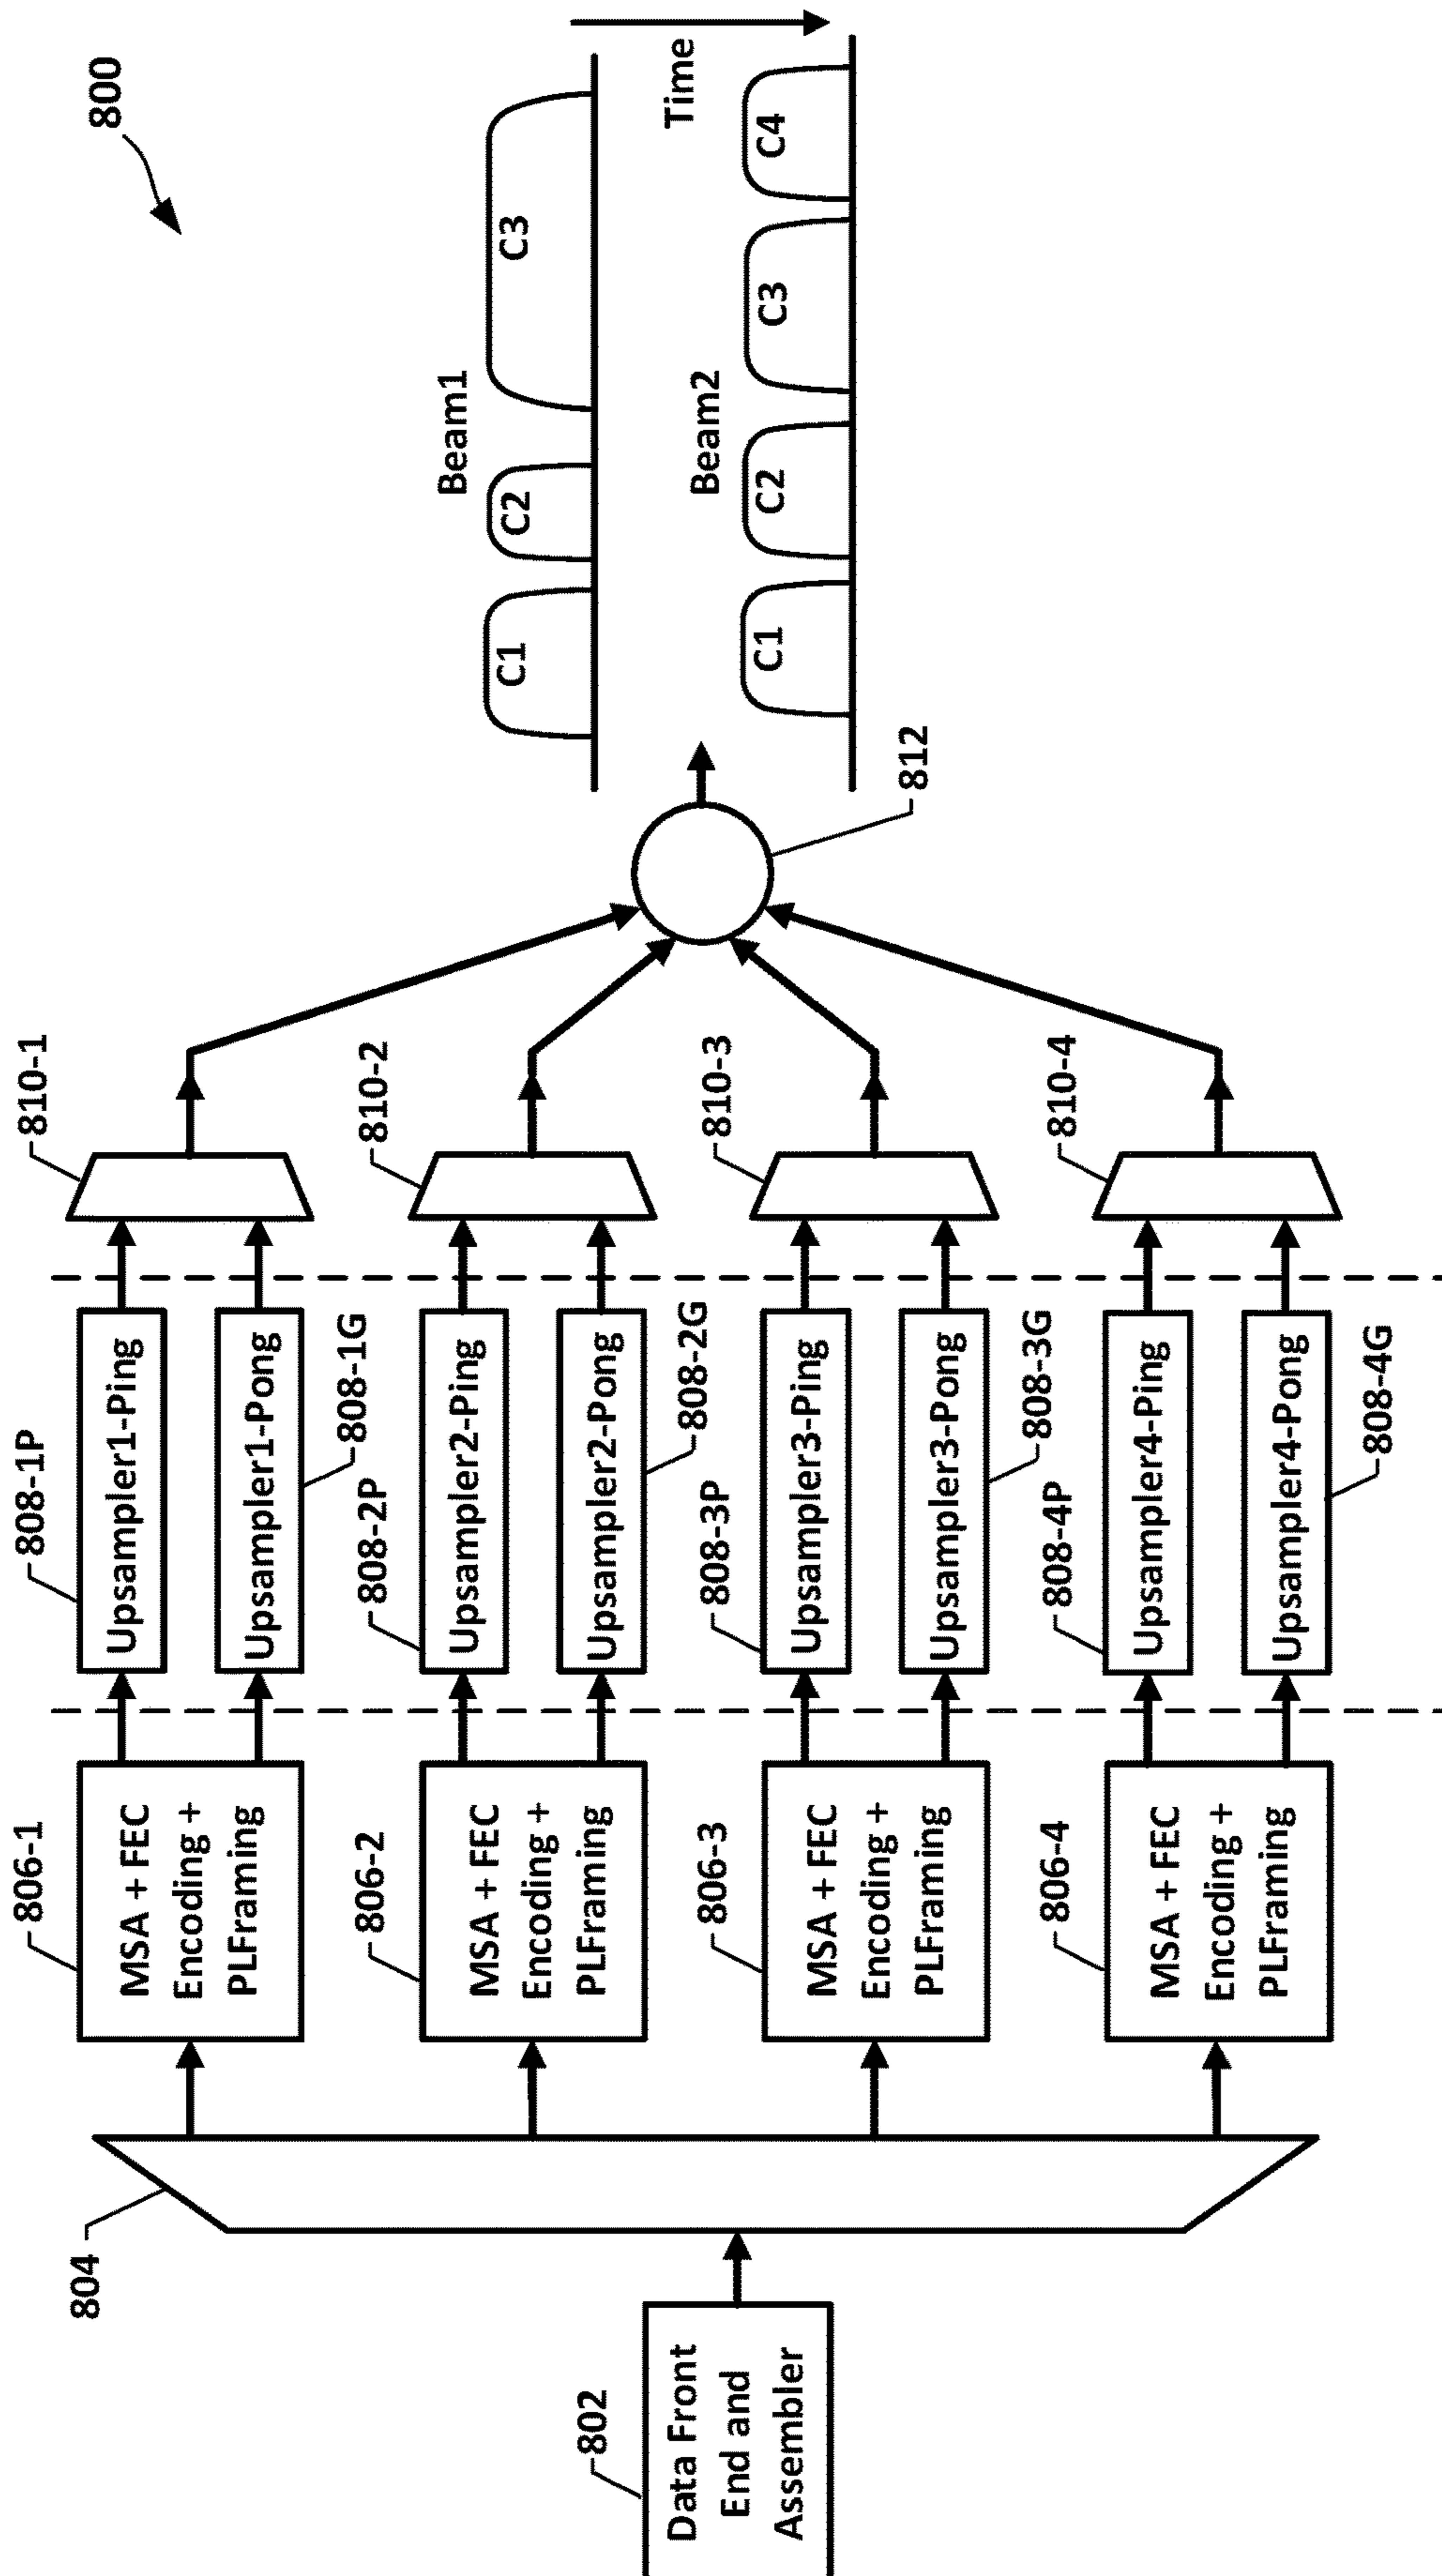 800
802
Data Front
End and
Assembler
804
806-1
MSA + FEC
Encoding +
PLFraming
806-2
MSA + FEC
Encoding +
PLFraming
806-3
MSA + FEC
Encoding +
PLFraming
806-4
MSA + FEC
Encoding +
PLFraming
808-1P
Upsampler1-Ping
Upsampler1-Pong
808-1G
808-2P
Upsampler2-Ping
Upsampler2-Pong
808-2G
808-3P
Upsampler3-Ping
Upsampler3-Pong
808-3G
808-4P
Upsampler4-Ping
Upsampler4-Pong
808-4G
810-1
810-2
810-3
810-4
812
Beam1
C1
C2
C3
Time
Beam2
C1
C2
C3
C4